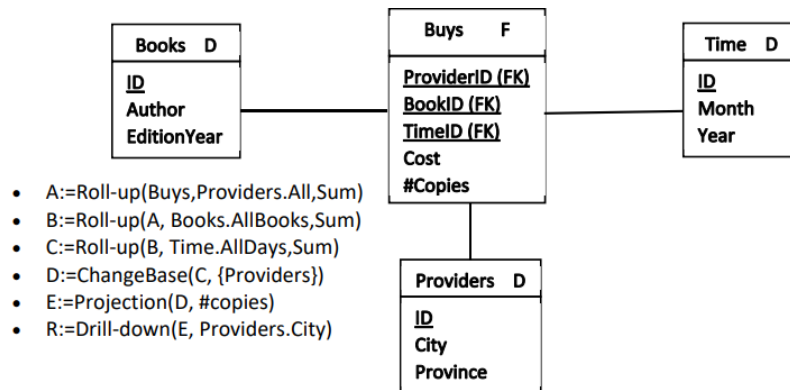 Books D
ID
Author
EditionYear
Buys F
ProviderID (FK)
BookID (FK)
TimeID (FK)
Cost
#Copies
Time D
ID
Month
Year
Providers D
ID
City
Province
• A:=Roll-up(Buys,Providers.All,Sum)
• B:=Roll-up(A, Books.AllBooks,Sum)
• C:=Roll-up(B, Time.AllDays,Sum)
• D:=ChangeBase(C, {Providers})
• E:=Projection(D, #copies)
• R:=Drill-down(E, Providers.City)